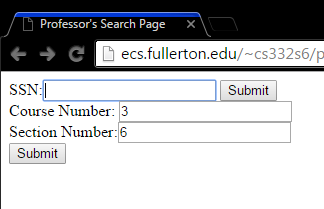 Professor's Search Page
ecs.fullerton.edu/~cs332s6/p
SSN: Submit
Course Number: 3
Section Number: 6
Submit